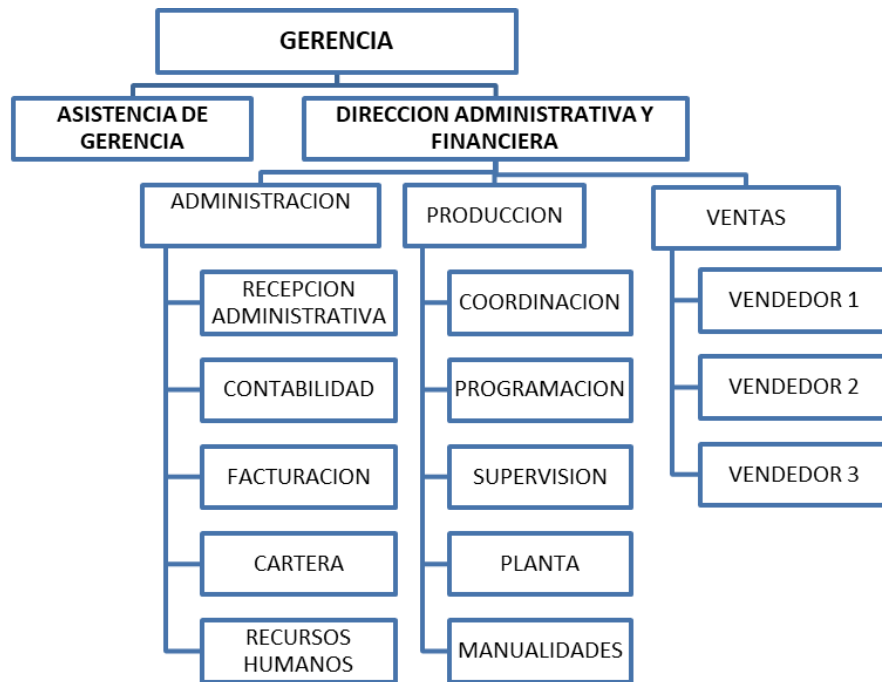 GERENCIA
ASISTENCIA DE
GERENCIA
DIRECCION ADMINISTRATIVA Y
FINANCIERA
ADMINISTRACION
PRODUCCION
VENTAS
RECEPCION
ADMINISTRATIVA
CONTABILIDAD
FACTURACION
CARTERA
RECURSOS
HUMANOS
COORDINACION
PROGRAMACION
SUPERVISION
PLANTA
MANUALIDADES
VENDEDOR 1
VENDEDOR 2
VENDEDOR 3